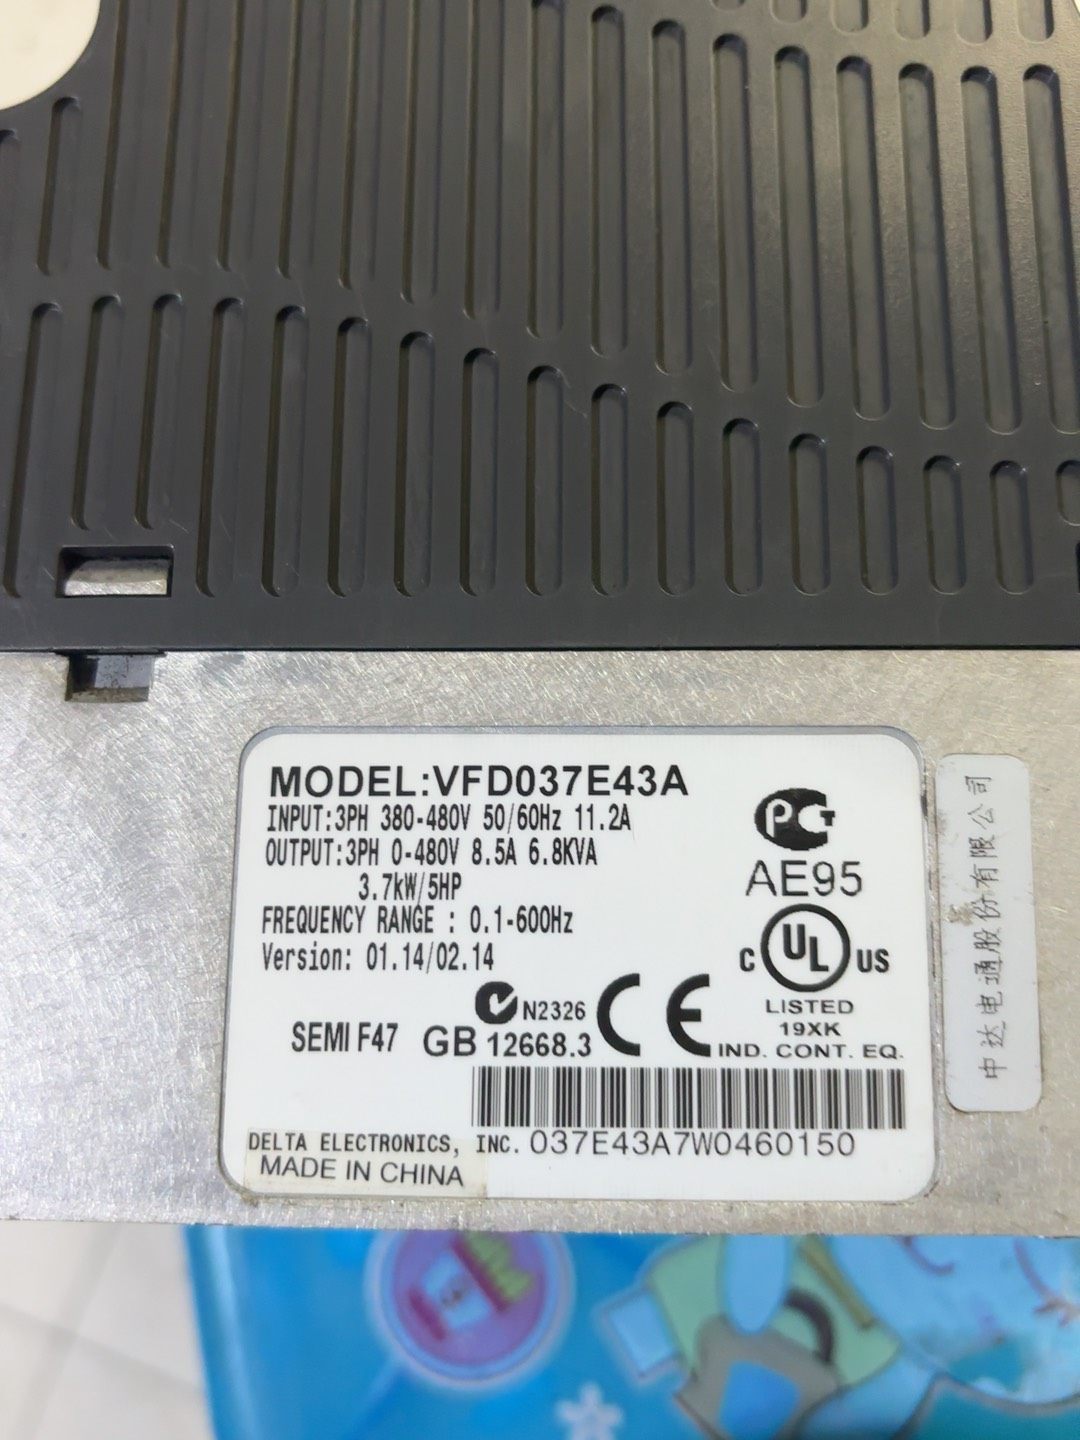 MODEL:VFD037E43A
INPUT:3PH 380-480V 50/60Hz 11.2A
OUTPUT:3PH 0-480V 8.5A 6.8KVA
3.7kW/5HP
FREQUENCY RANGE : 0.1-600Hz
Version: 01.14/02.14
PCT
AE95
C UL US
LISTED
19XK
IND. CONT. EQ.
N2326
SEMI F47 GB 12668.3 CE
DELTA ELECTRONICS, INC. 037E43A7W0460150
MADE IN CHINA
中达电通股份有限公司